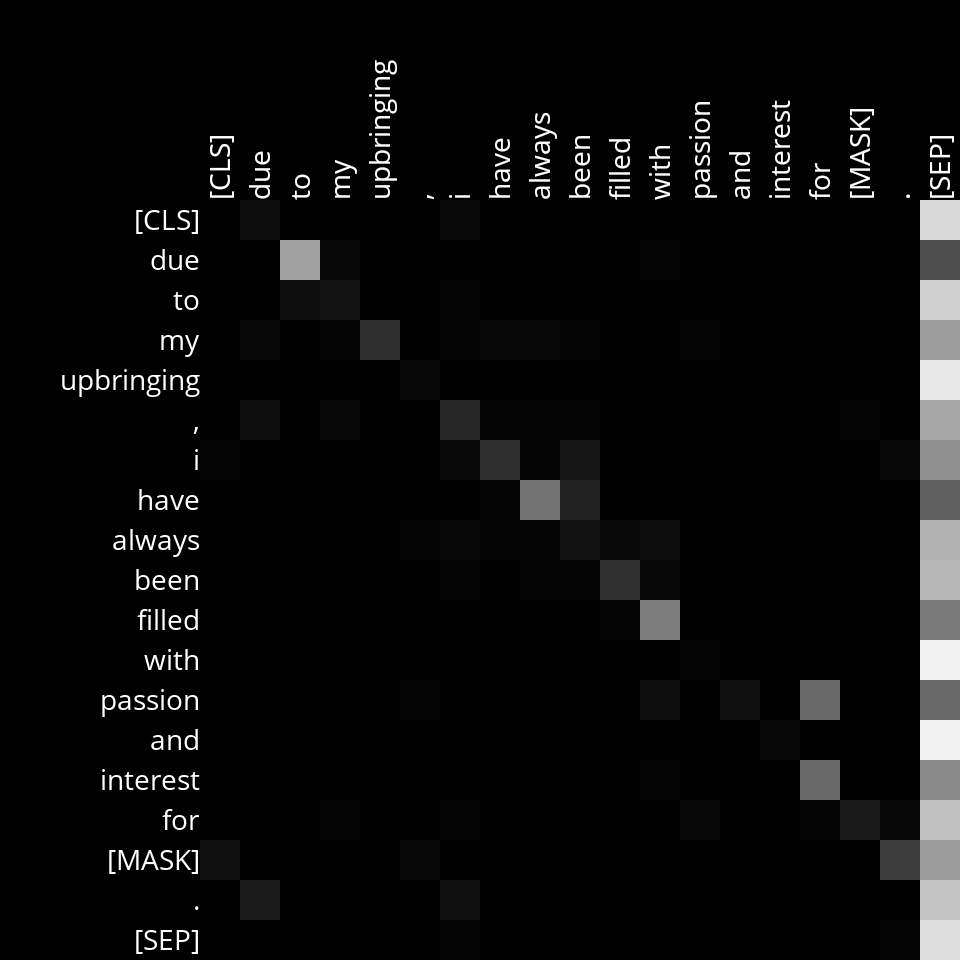 [CLS] due to my upbringing , i have always been filled with passion and interest for [MASK] . [SEP]
[CLS]
due
to
my
upbringing
,
i
have
always
been
filled
with
passion
and
interest
for
[MASK]
.
[SEP]